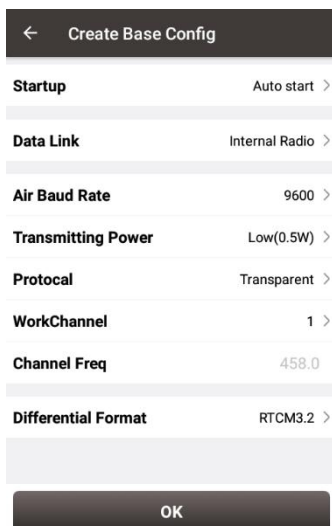 ← Create Base Config
Startup Auto start >
Data Link Internal Radio >
Air Baud Rate 9600 >
Transmitting Power Low(0.5W) >
Protocal Transparent >
WorkChannel 1 >
Channel Freq 458.0
Differential Format RTCM3.2 >
OK